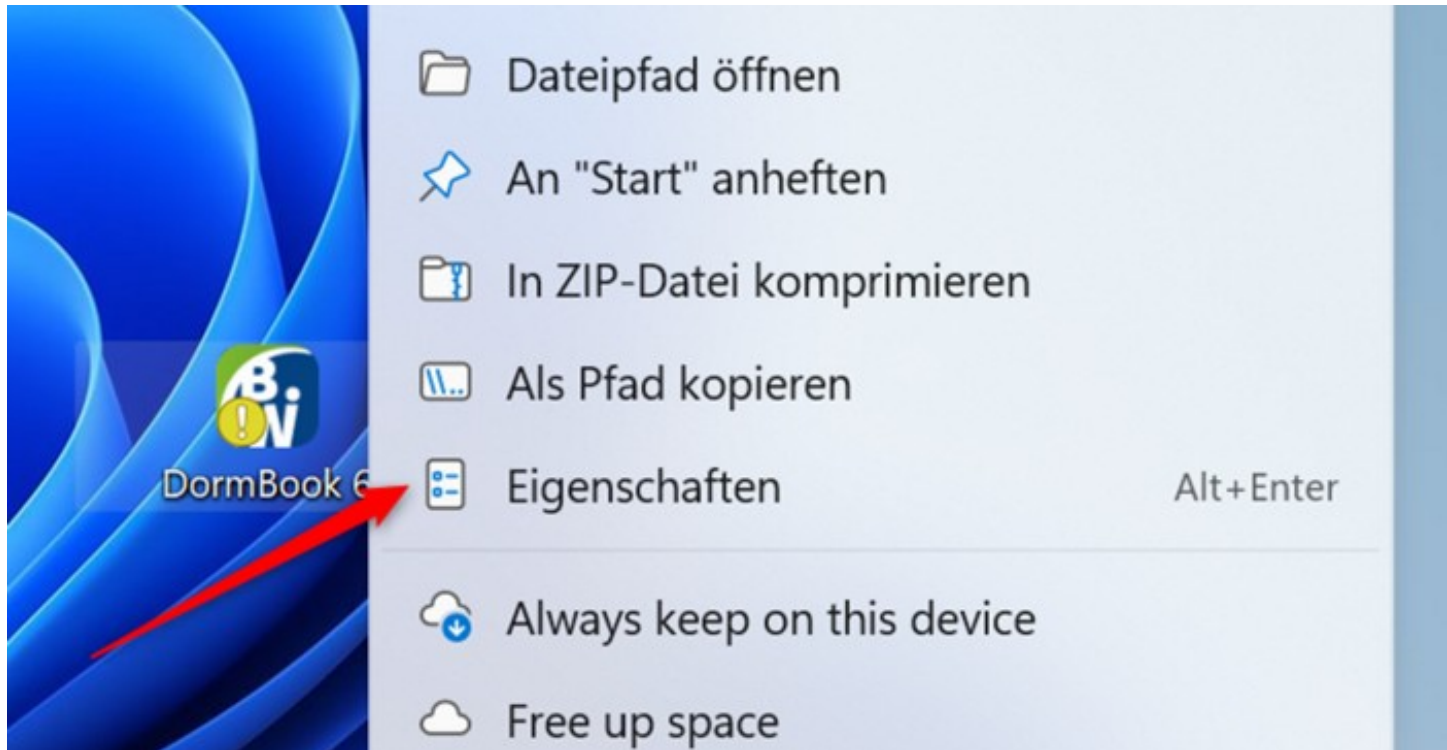 Dateipfad öffnen
An "Start" anheften
In ZIP-Datei komprimieren
Als Pfad kopieren
B.
!N
DormBook 6
Eigenschaften Alt+Enter
Always keep on this device
Free up space